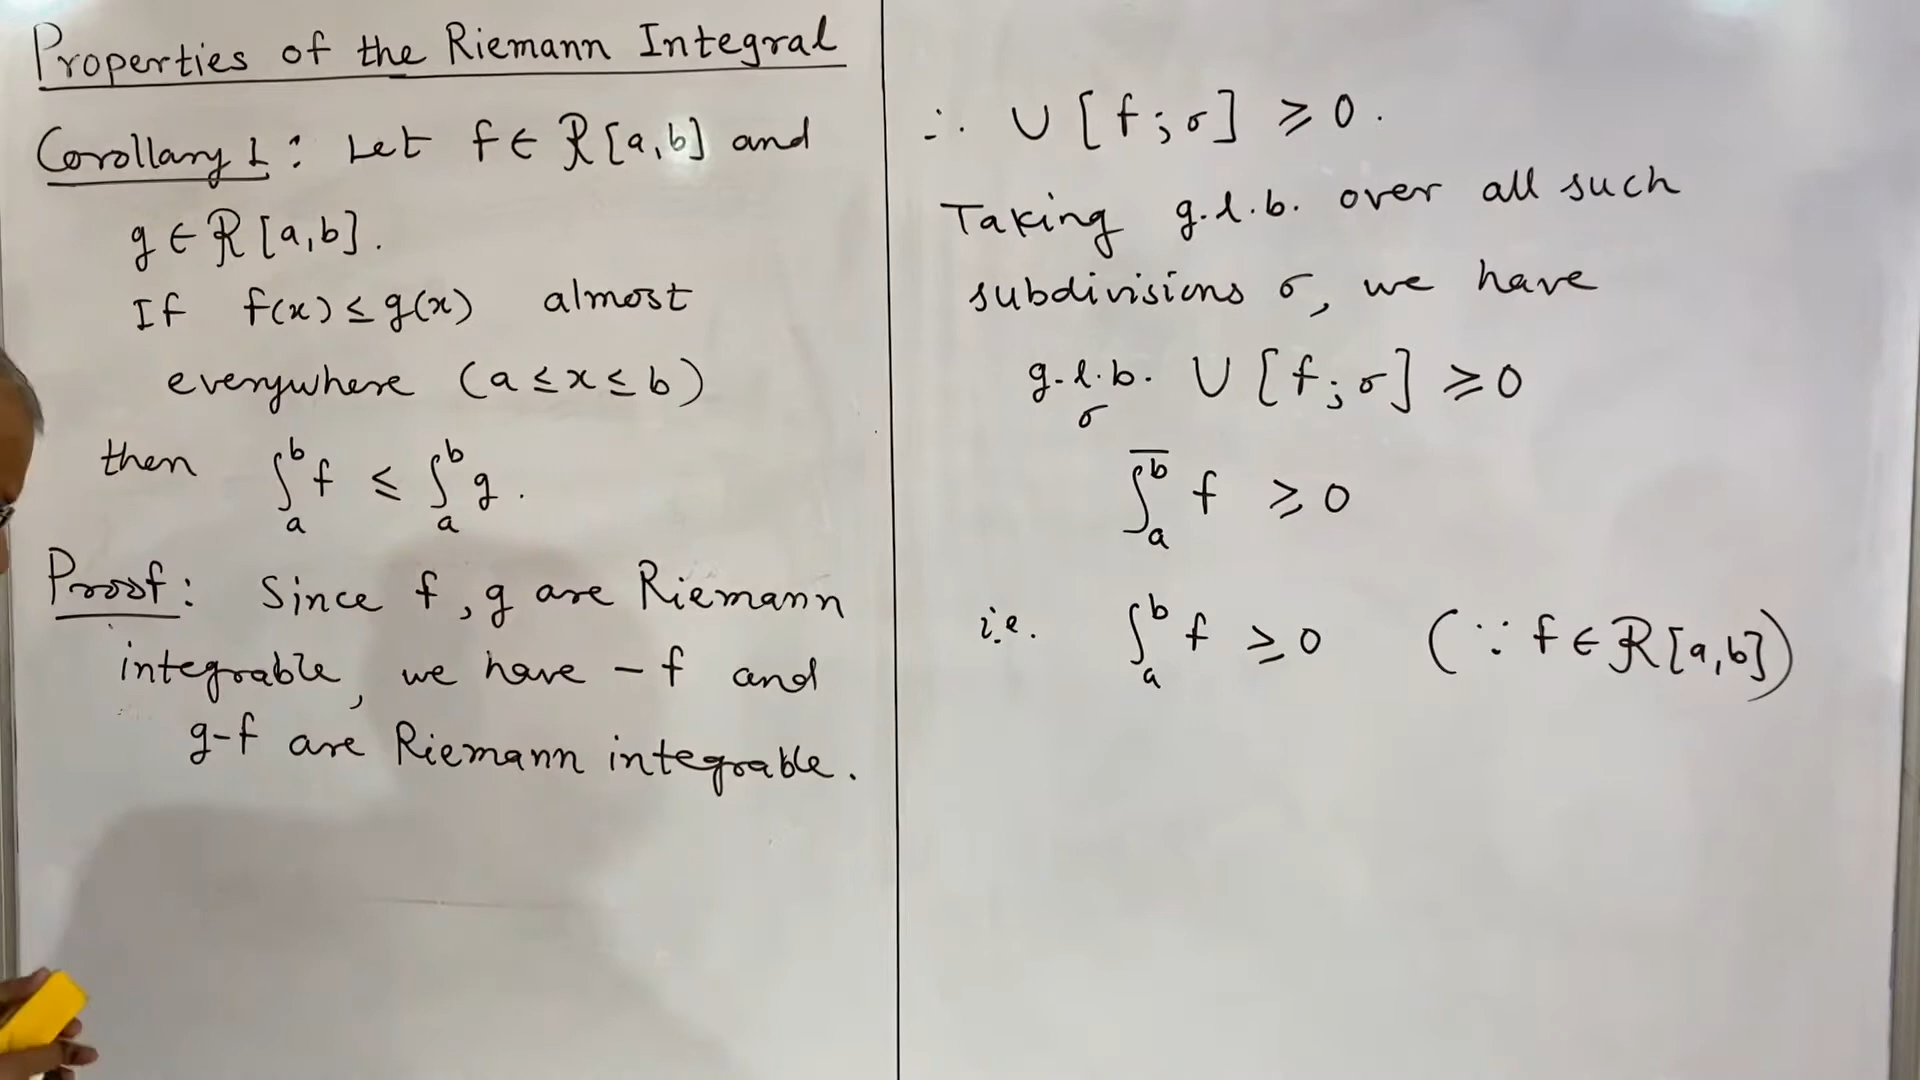 Properties of the Riemann Integral
Corollary 1: Let f ∈ ℛ[a,b] and
g ∈ ℛ[a,b].
If f(x) ≤ g(x) almost
everywhere (a ≤ x ≤ b)
then ∫_a^b f ≤ ∫_a^b g.
Proof: Since f, g are Riemann
integrable, we have -f and
g-f are Riemann integrable.
∴ U[f;σ] ⩾ 0.
Taking g.l.b. over all such
subdivisions σ, we have
g.l.b._σ U[f;σ] ⩾ 0
∫̅_a^b f ⩾ 0
i.e. ∫_a^b f ⩾ 0 (∵ f ∈ ℛ[a,b])